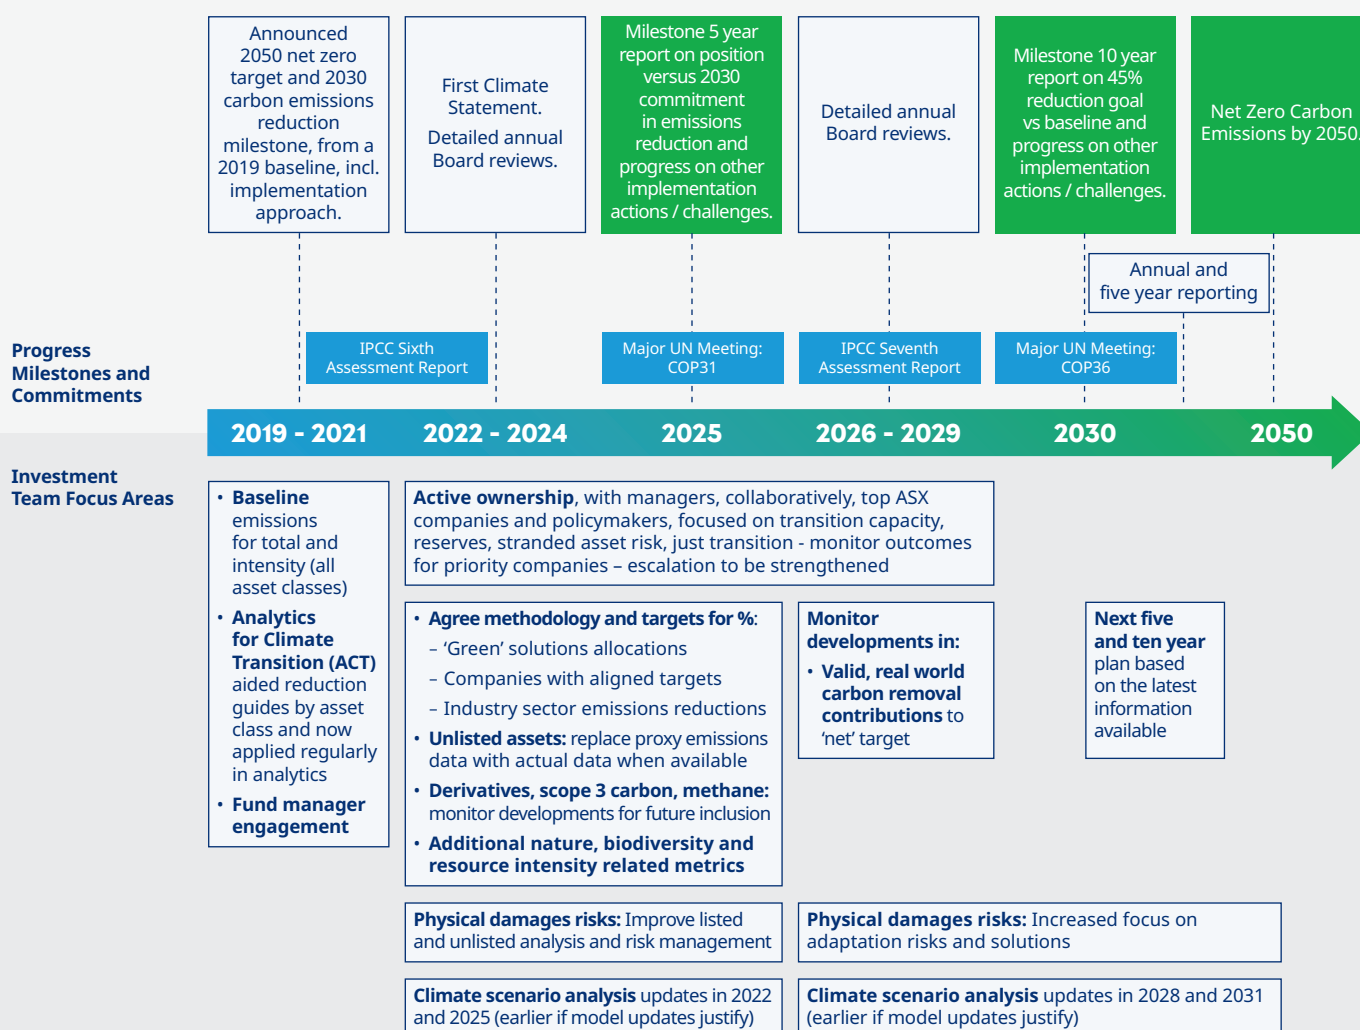 Announced
2050 net zero
target and 2030
carbon emissions
reduction
milestone, from a
2019 baseline, incl.
implementation
approach.
First Climate
Statement.
Detailed annual
Board reviews.
Milestone 5 year
report on position
versus 2030
commitment
in emissions
reduction and
progress on other
implementation
actions / challenges.
Detailed annual
Board reviews.
Milestone 10 year
report on 45%
reduction goal
vs baseline and
progress on other
implementation
actions / challenges.
Net Zero Carbon
Emissions by 2050.
Annual and
five year reporting
Progress
Milestones and
Commitments
IPCC Sixth
Assessment Report
Major UN Meeting:
COP31
IPCC Seventh
Assessment Report
Major UN Meeting:
COP36
2019 - 2021
2022 - 2024
2025
2026 - 2029
2030
2050
Investment
Team Focus Areas
• Baseline
emissions
for total and
intensity (all
asset classes)
• Analytics
for Climate
Transition (ACT)
aided reduction
guides by asset
class and now
applied regularly
in analytics
• Fund manager
engagement
Active ownership, with managers, collaboratively, top ASX
companies and policymakers, focused on transition capacity,
reserves, stranded asset risk, just transition - monitor outcomes
for priority companies – escalation to be strengthened
• Agree methodology and targets for %:
– ‘Green’ solutions allocations
– Companies with aligned targets
– Industry sector emissions reductions
• Unlisted assets: replace proxy emissions
data with actual data when available
• Derivatives, scope 3 carbon, methane:
monitor developments for future inclusion
• Additional nature, biodiversity and
resource intensity related metrics
Monitor
developments in:
• Valid, real world
carbon removal
contributions to
‘net’ target
Next five
and ten year
plan based
on the latest
information
available
Physical damages risks: Improve listed
and unlisted analysis and risk management
Physical damages risks: Increased focus on
adaptation risks and solutions
Climate scenario analysis updates in 2022
and 2025 (earlier if model updates justify)
Climate scenario analysis updates in 2028 and 2031
(earlier if model updates justify)